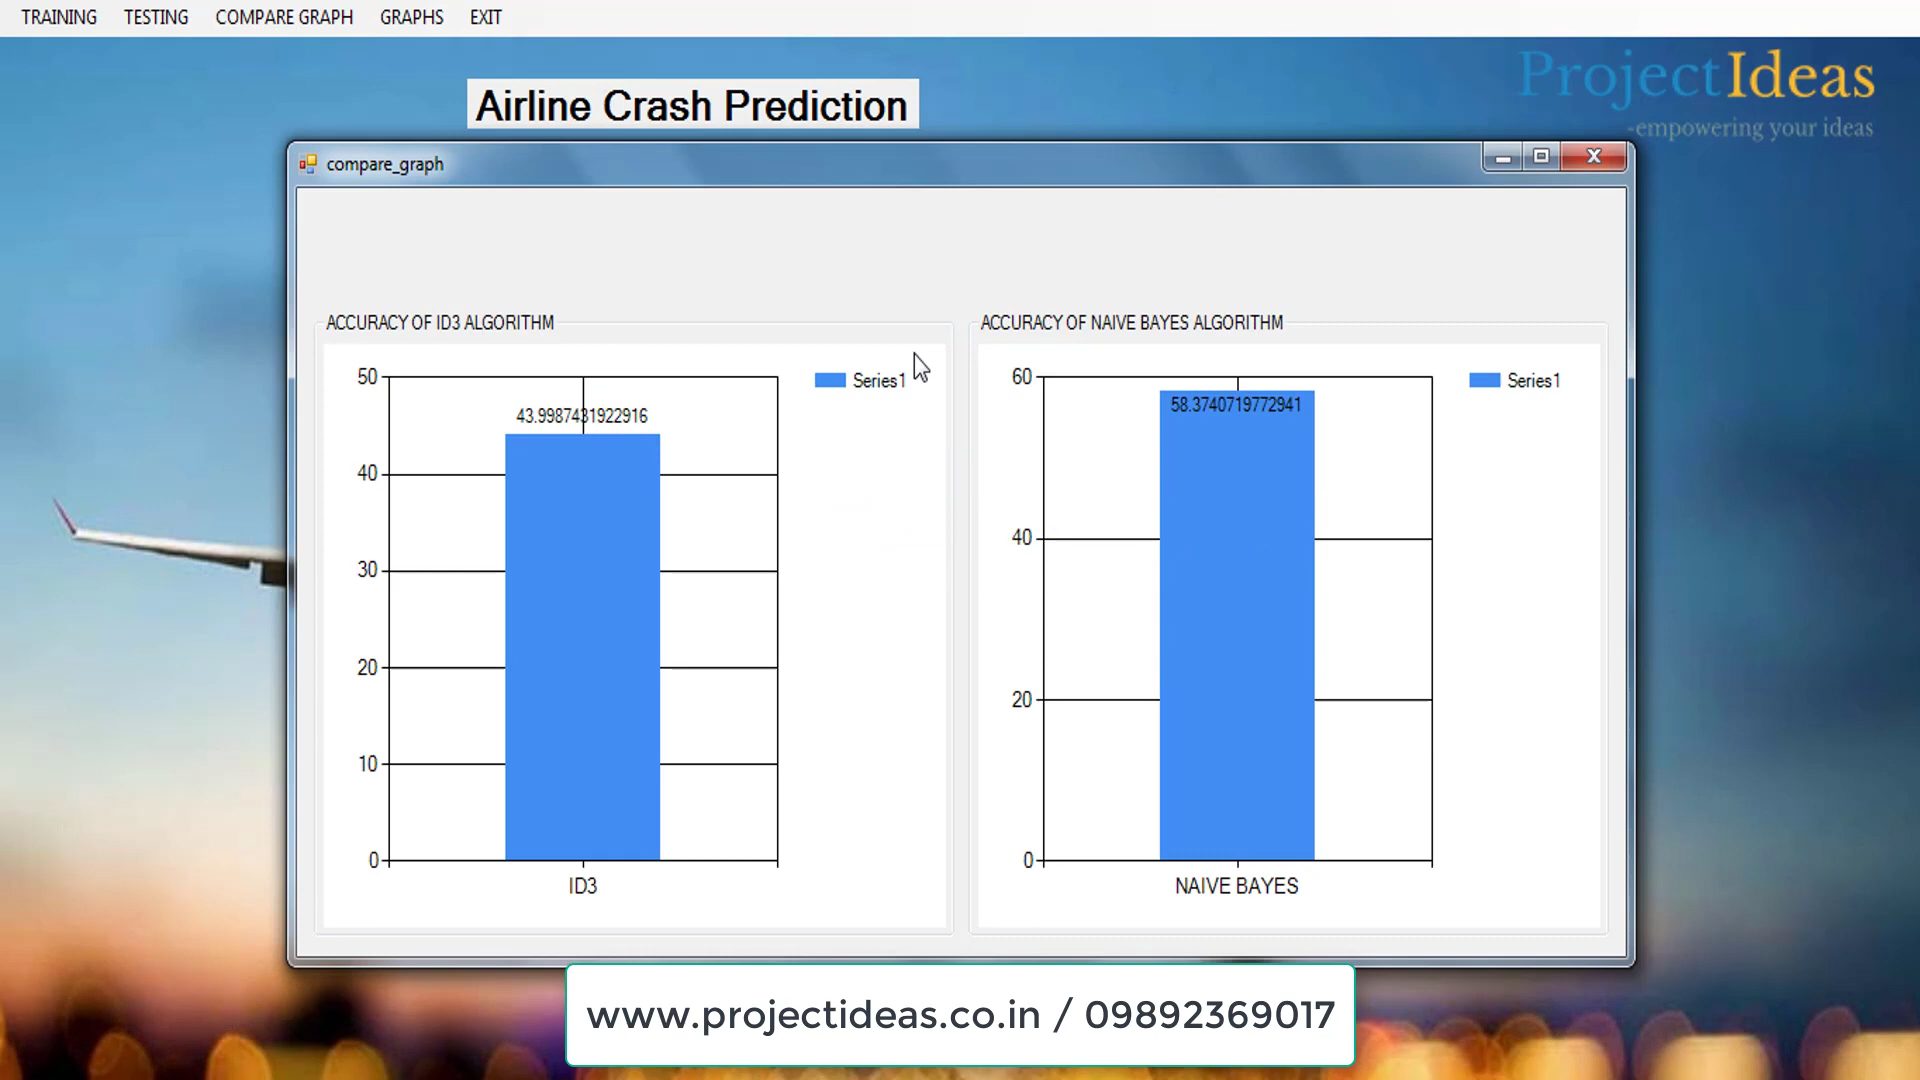 TRAINING TESTING COMPARE GRAPH GRAPHS EXIT
ProjectIdeas
-empowering your ideas
Airline Crash Prediction
compare_graph
ACCURACY OF ID3 ALGORITHM
50
40
30
20
10
0
43.9987431922916
Series1
ID3
ACCURACY OF NAIVE BAYES ALGORITHM
60
40
20
0
58.3740719772941
Series1
NAIVE BAYES
www.projectideas.co.in / 09892369017